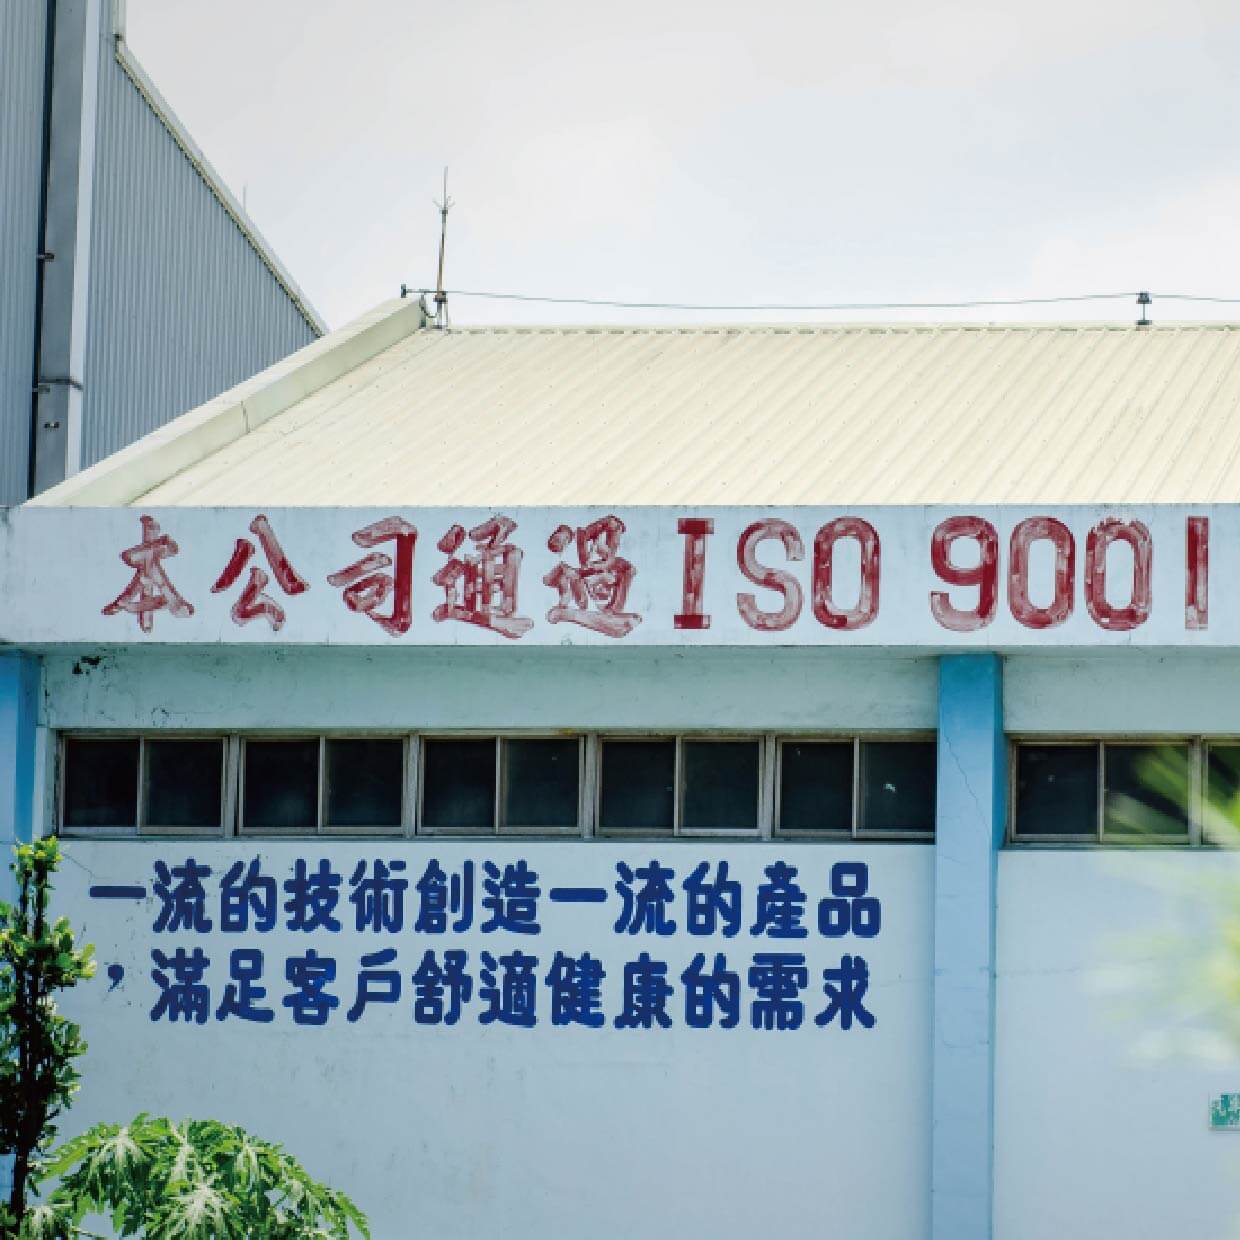 本公司通過ISO 9001
一流的技術創造一流的產品
，滿足客戶舒適健康的需求